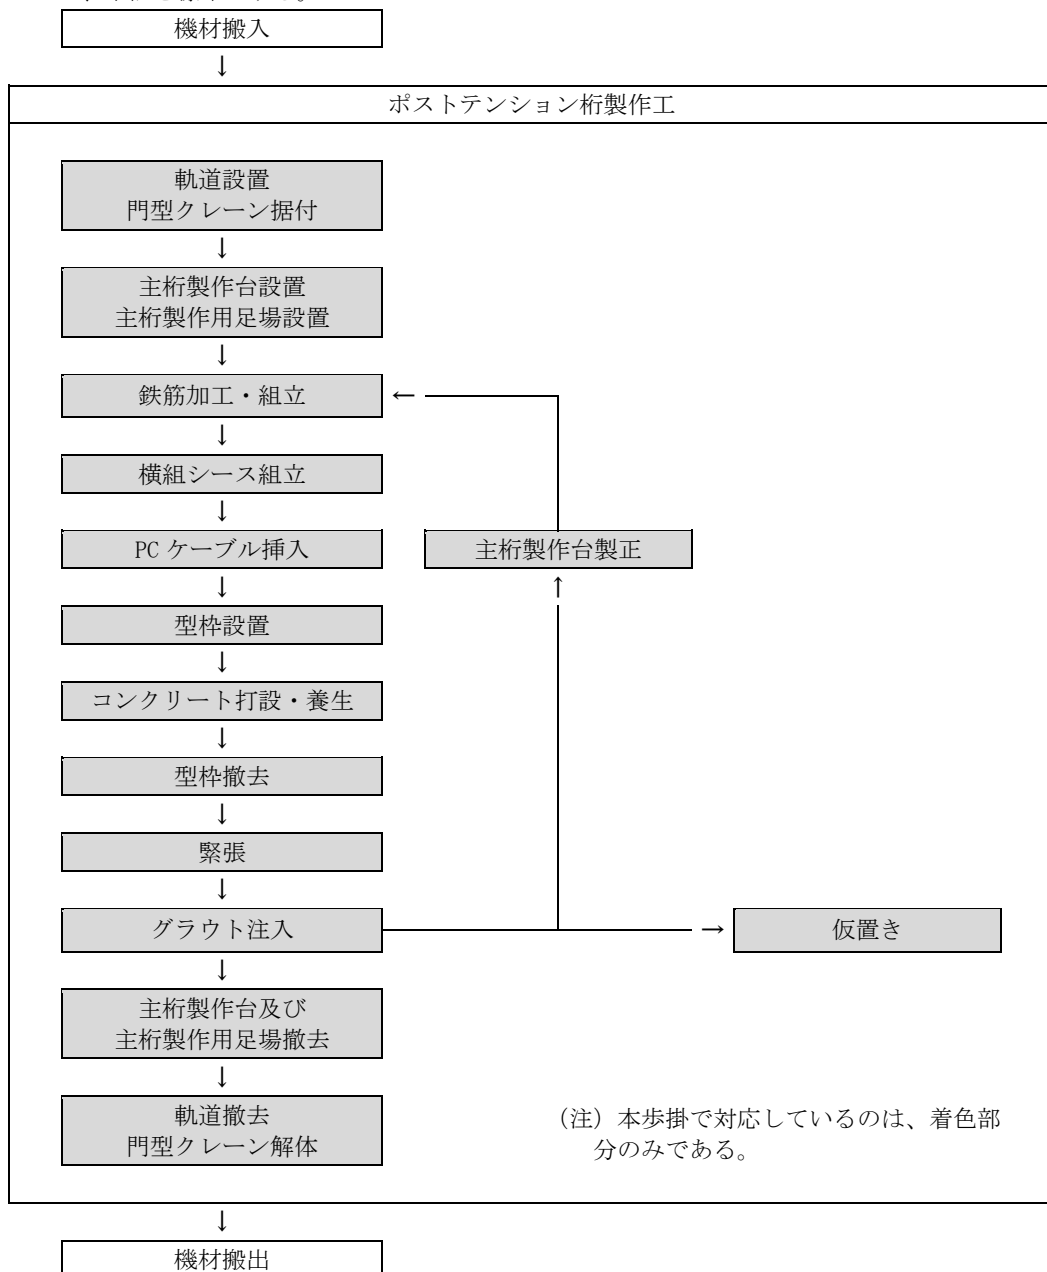 機材搬入
↓
ポストテンション桁製作工
軌道設置
門型クレーン据付
↓
主桁製作台設置
主桁製作用足場設置
↓
鉄筋加工・組立
←
↓
横組シース組立
↓
PC ケーブル挿入
主桁製作台製正
↓
↑
型枠設置
↓
コンクリート打設・養生
↓
型枠撤去
↓
緊張
↓
グラウト注入
→
仮置き
↓
主桁製作台及び
主桁製作用足場撤去
↓
軌道撤去
門型クレーン解体
(注)本歩掛で対応しているのは、着色部
分のみである。
↓
機材搬出